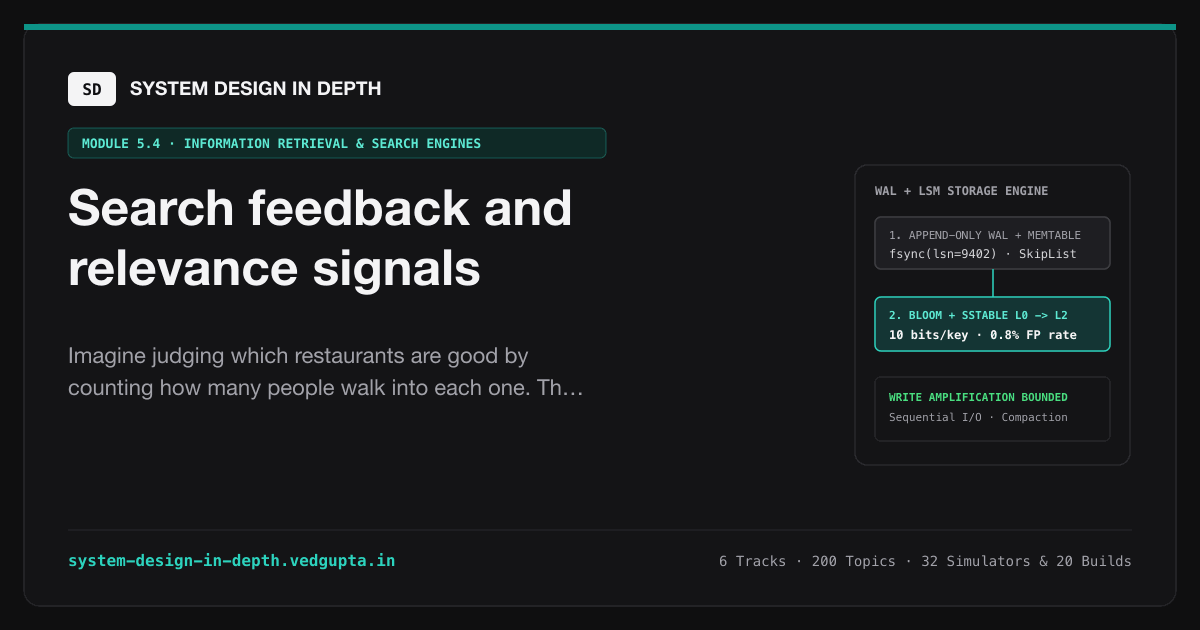 SD SYSTEM DESIGN IN DEPTH
MODULE 5.4 · INFORMATION RETRIEVAL & SEARCH ENGINES
Search feedback and
relevance signals
Imagine judging which restaurants are good by
counting how many people walk into each one. Th…
WAL + LSM STORAGE ENGINE
1. APPEND-ONLY WAL + MEMTABLE
fsync(lsn=9402) · SkipList
2. BLOOM + SSTABLE L0 -> L2
10 bits/key · 0.8% FP rate
WRITE AMPLIFICATION BOUNDED
Sequential I/O · Compaction
system-design-in-depth.vedgupta.in
6 Tracks · 200 Topics · 32 Simulators & 20 Builds